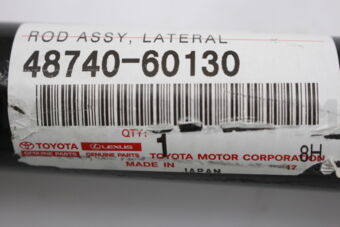 ROD ASSY, LATERAL
48740-60130
QTY:
1
TOYOTA LEXUS
GENUINE PARTS GENUINE PARTS TOYOTA MOTOR CORPORATION 8H
MADE IN 47
JAPAN